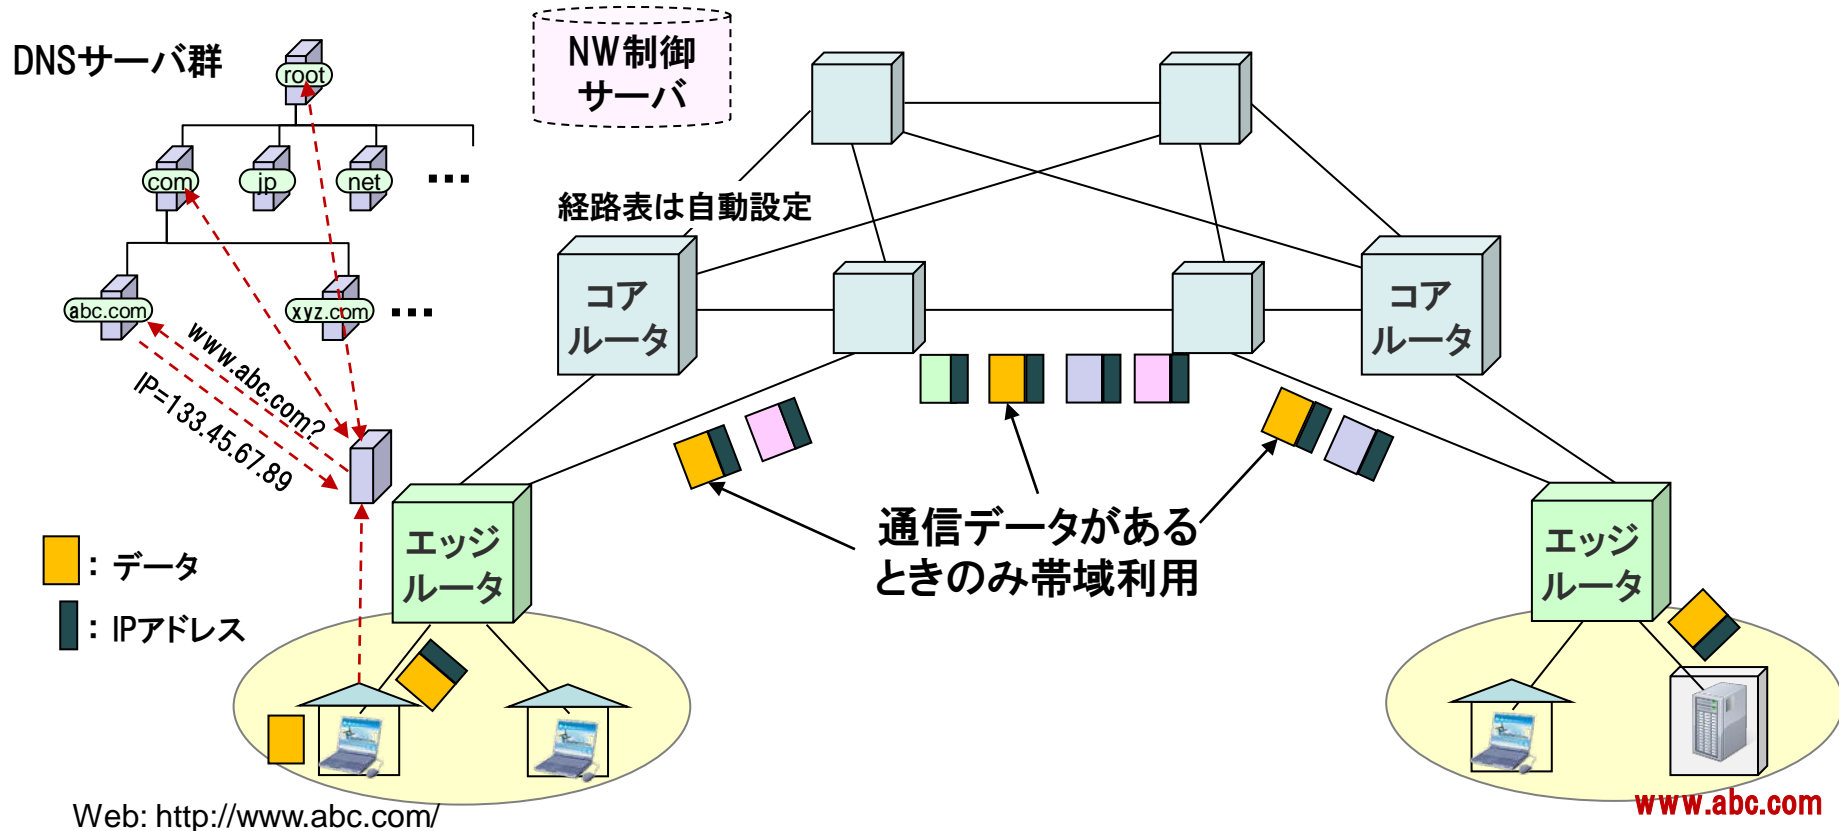 DNSサーバ群
root
com
jp
net
…
abc.com
xyz.com
…
www.abc.com?
IP=133.45.67.89
NW制御
サーバ
経路表は自動設定
コア
ルータ
コア
ルータ
エッジ
ルータ
エッジ
ルータ
通信データがある
ときのみ帯域利用
：データ
：IPアドレス
Web: http://www.abc.com/
www.abc.com